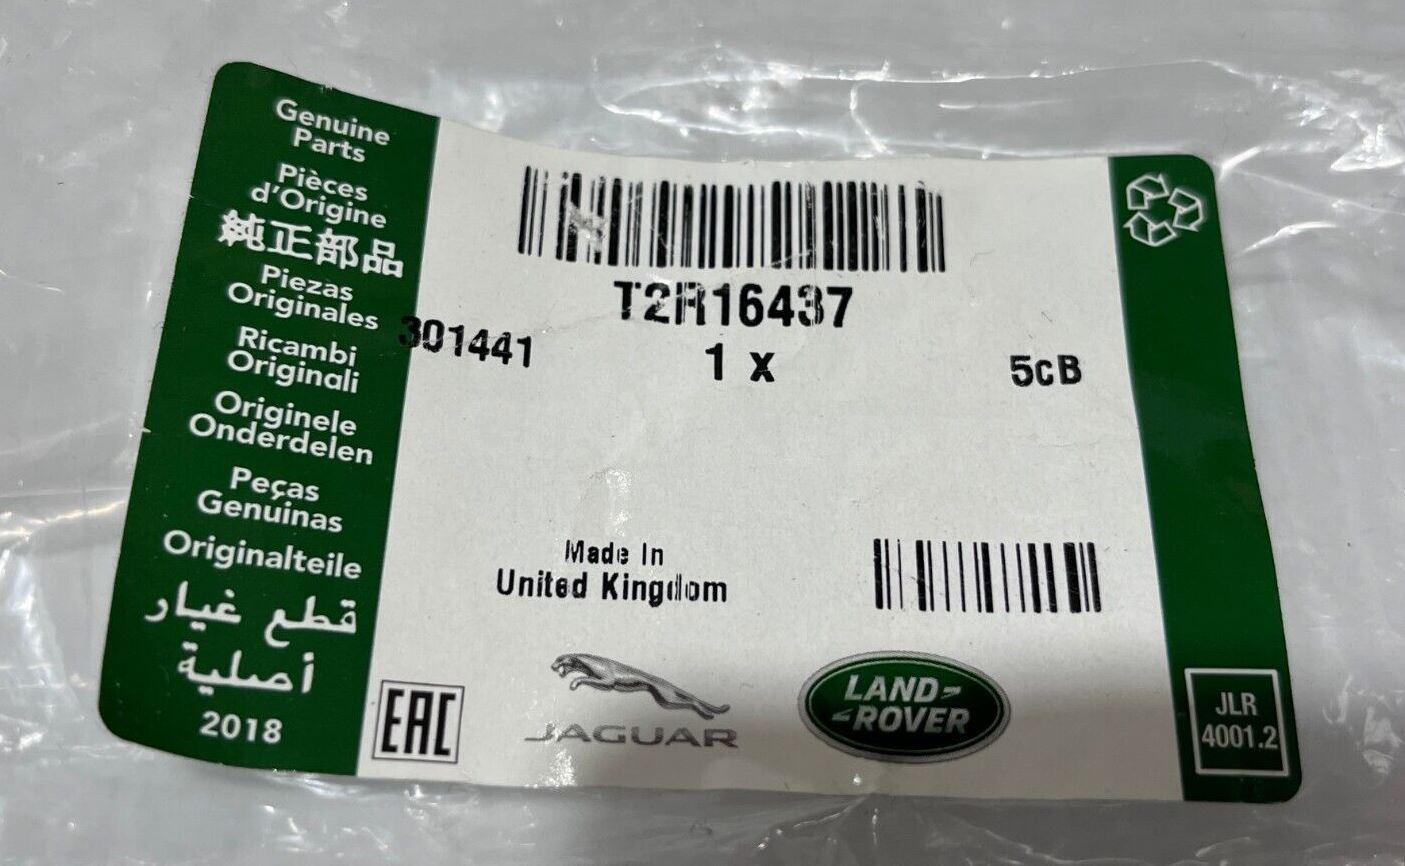 Genuine
Parts
Pièces
d'Origine
純正部品
Piezas
Originales
Ricambi
Originali
Originele
Onderdelen
Peças
Genuinas
Originalteile
قطع غيار
أصلية
2018
T2R16437
301441
1 x
5cB
Made In
United Kingdom
EAC
JAGUAR
LAND-
-ROVER
JLR
4001.2